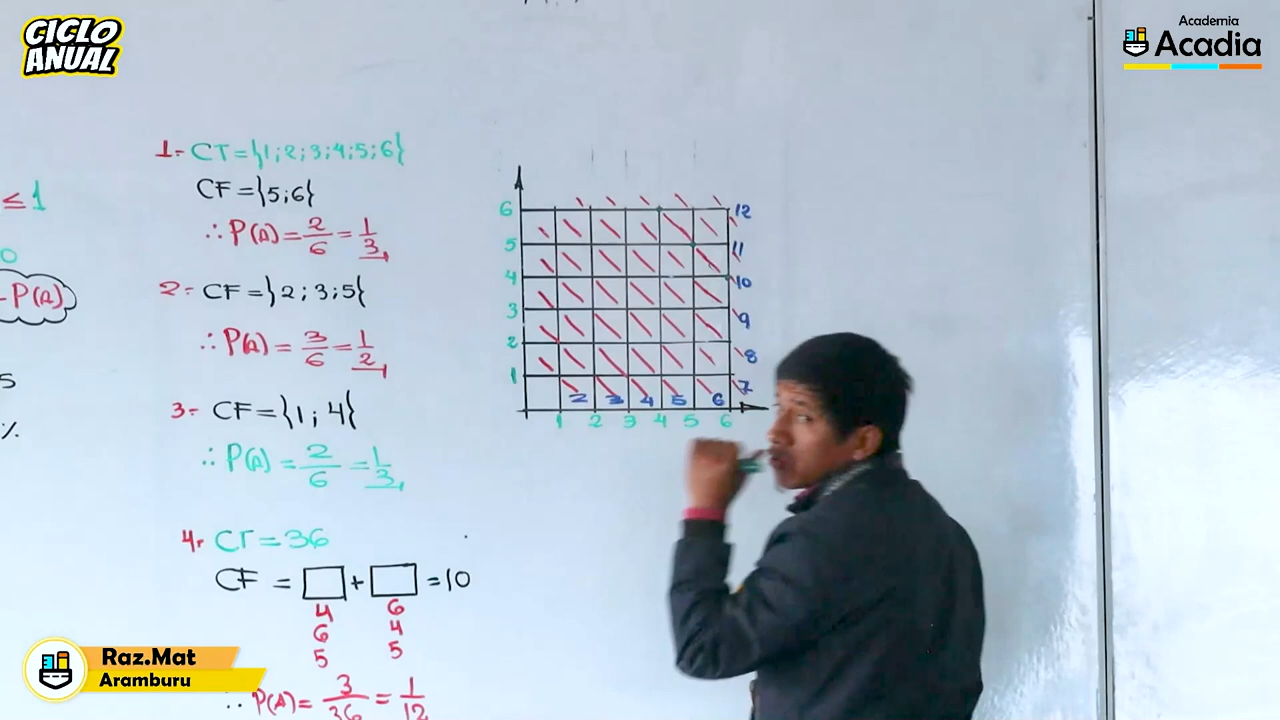 CICLO
ANUAL
Academia
Acadia
≤ 1
0
- P(A)
5
%
1- CT = {1; 2; 3; 4; 5; 6}
CF = {5; 6}
∴ P(A) = 2/6 = 1/3
2- CF = {2; 3; 5}
∴ P(A) = 3/6 = 1/2
3- CF = {1; 4}
∴ P(A) = 2/6 = 1/3
4- CT = 36
CF = □ + □ = 10
4 6
6 4
5 5
∴ P(A) = 3/36 = 1/12
6 12
5 11
4 10
3 9
2 8
1 7
2 3 4 5 6
1 2 3 4 5 6
Raz.Mat
Aramburu